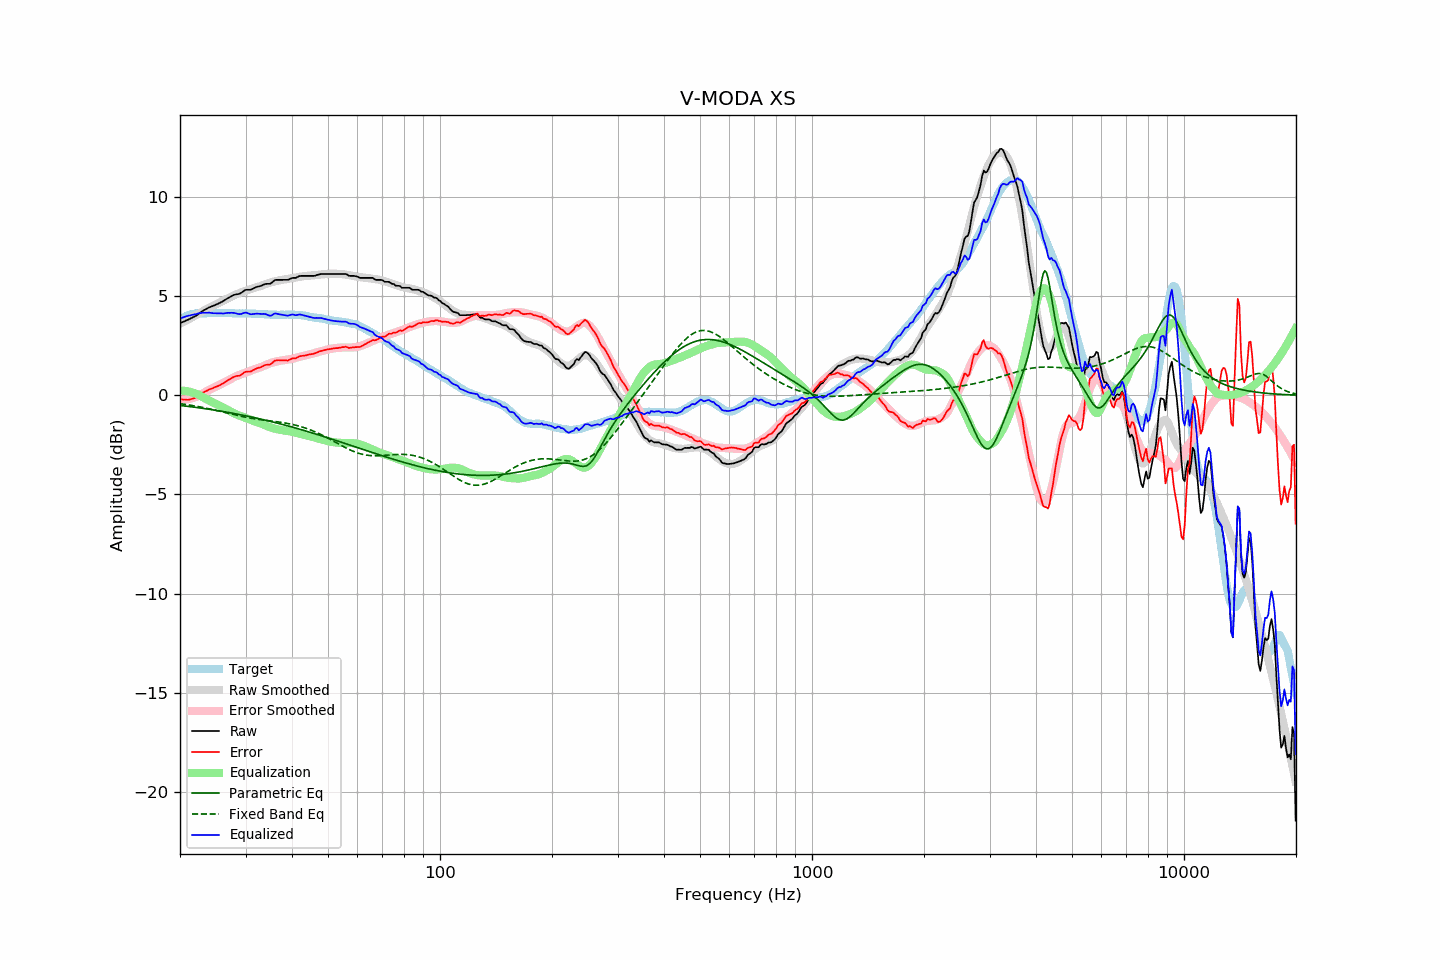 V-MODA XS
10
5
0
−5
−10
−15
−20
Amplitude (dBr)
Target
Raw Smoothed
Error Smoothed
Raw
Error
Equalization
Parametric Eq
Fixed Band Eq
Equalized
100
1000
10000
Frequency (Hz)